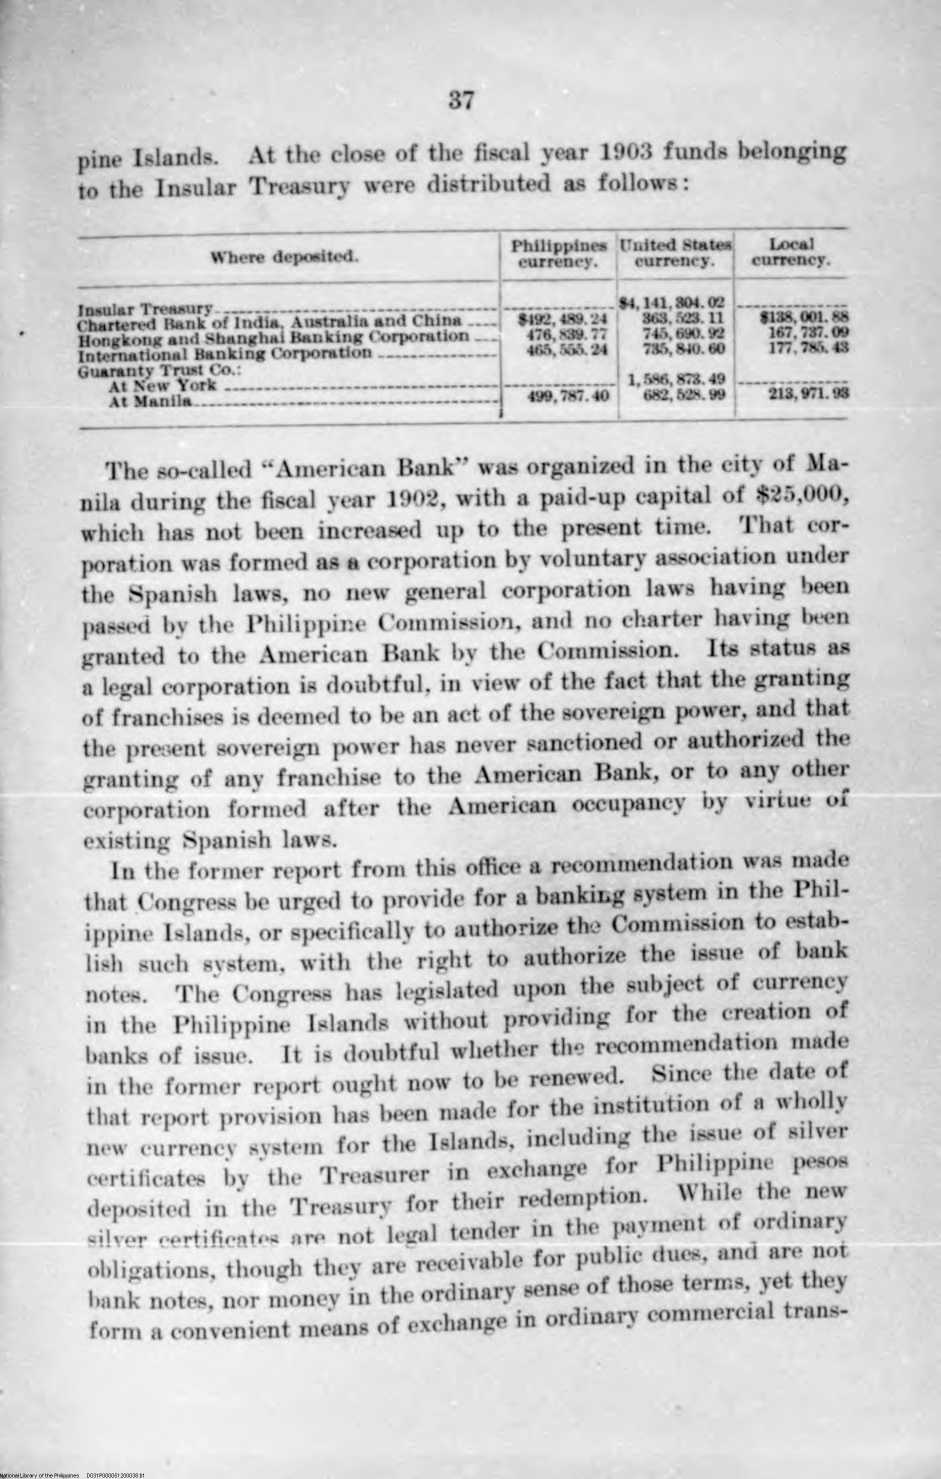 37
pine Islands. At the close of the fiscal year 1903 funds belonging
to the Insular Treasury were distributed as follows:
Where deposited. Philippines currency. United States currency. Local currency.
Insular Treasury $4,141,304.02
Chartered Bank of India, Australia and China $492,489.24 363,523.11 $138,001.88
Hongkong and Shanghai Banking Corporation 476,839.77 745,690.92 167,737.09
International Banking Corporation 465,555.24 735,840.60 177,785.43
Guaranty Trust Co.:
At New York 1,586,873.49
At Manila 499,787.40 682,528.99 213,971.93
The so-called “American Bank” was organized in the city of Ma-
nila during the fiscal year 1902, with a paid-up capital of $25,000,
which has not been increased up to the present time. That cor-
poration was formed as a corporation by voluntary association under
the Spanish laws, no new general corporation laws having been
passed by the Philippine Commission, and no charter having been
granted to the American Bank by the Commission. Its status as
a legal corporation is doubtful, in view of the fact that the granting
of franchises is deemed to be an act of the sovereign power, and that
the present sovereign power has never sanctioned or authorized the
granting of any franchise to the American Bank, or to any other
corporation formed after the American occupancy by virtue of
existing Spanish laws.
In the former report from this office a recommendation was made
that Congress be urged to provide for a banking system in the Phil-
ippine Islands, or specifically to authorize the Commission to estab-
lish such system, with the right to authorize the issue of bank
notes. The Congress has legislated upon the subject of currency
in the Philippine Islands without providing for the creation of
banks of issue. It is doubtful whether the recommendation made
in the former report ought now to be renewed. Since the date of
that report provision has been made for the institution of a wholly
new currency system for the Islands, including the issue of silver
certificates by the Treasurer in exchange for Philippine pesos
deposited in the Treasury for their redemption. While the new
silver certificates are not legal tender in the payment of ordinary
obligations, though they are receivable for public dues, and are not
bank notes, nor money in the ordinary sense of those terms, yet they
form a convenient means of exchange in ordinary commercial trans-
National Library of the Philippines